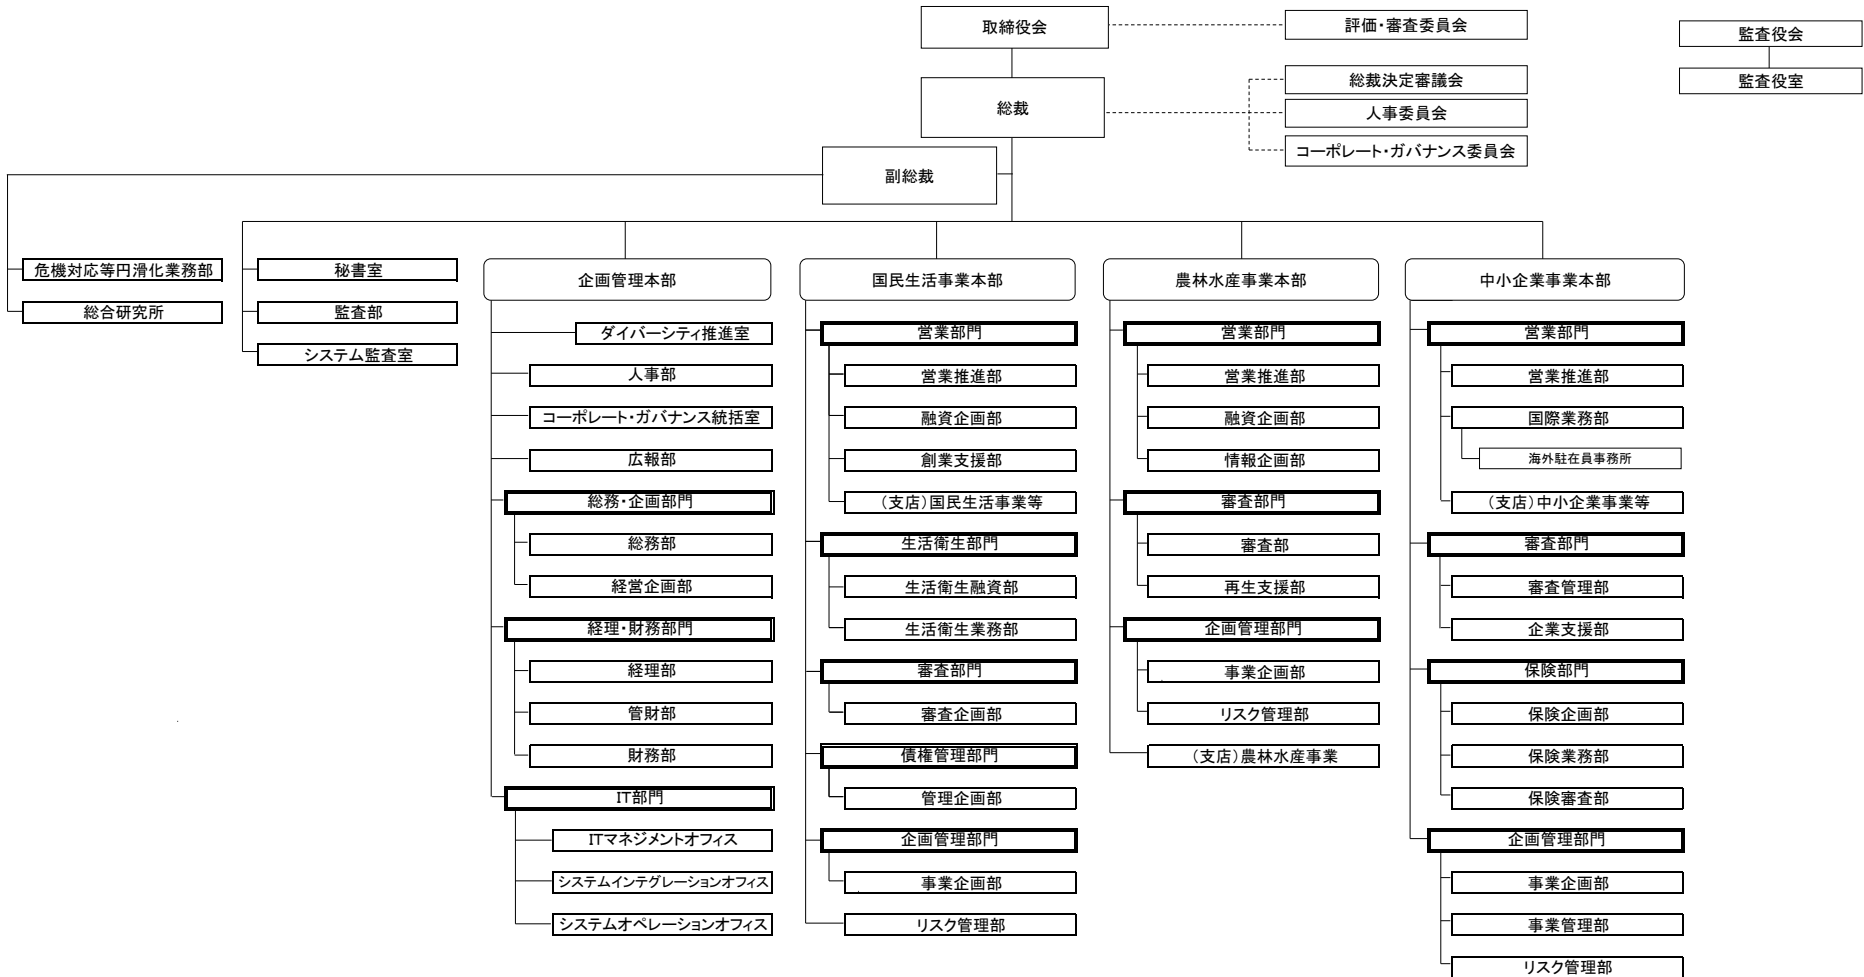 取締役会
評価・審査委員会
監査役会
監査役室
総裁
総裁決定審議会
人事委員会
コーポレート・ガバナンス委員会
副総裁
危機対応等円滑化業務部
総合研究所
秘書室
監査部
システム監査室
企画管理本部
ダイバーシティ推進室
人事部
コーポレート・ガバナンス統括室
広報部
総務・企画部門
総務部
経営企画部
経理・財務部門
経理部
管財部
財務部
IT部門
ITマネジメントオフィス
システムインテグレーションオフィス
システムオペレーションオフィス
国民生活事業本部
営業部門
営業推進部
融資企画部
創業支援部
(支店)国民生活事業等
生活衛生部門
生活衛生融資部
生活衛生業務部
審査部門
審査企画部
債権管理部門
管理企画部
企画管理部門
事業企画部
リスク管理部
農林水産事業本部
営業部門
営業推進部
融資企画部
情報企画部
審査部門
審査部
再生支援部
企画管理部門
事業企画部
リスク管理部
(支店)農林水産事業
中小企業事業本部
営業部門
営業推進部
国際業務部
海外駐在員事務所
(支店)中小企業事業等
審査部門
審査管理部
企業支援部
保険部門
保険企画部
保険業務部
保険審査部
企画管理部門
事業企画部
事業管理部
リスク管理部